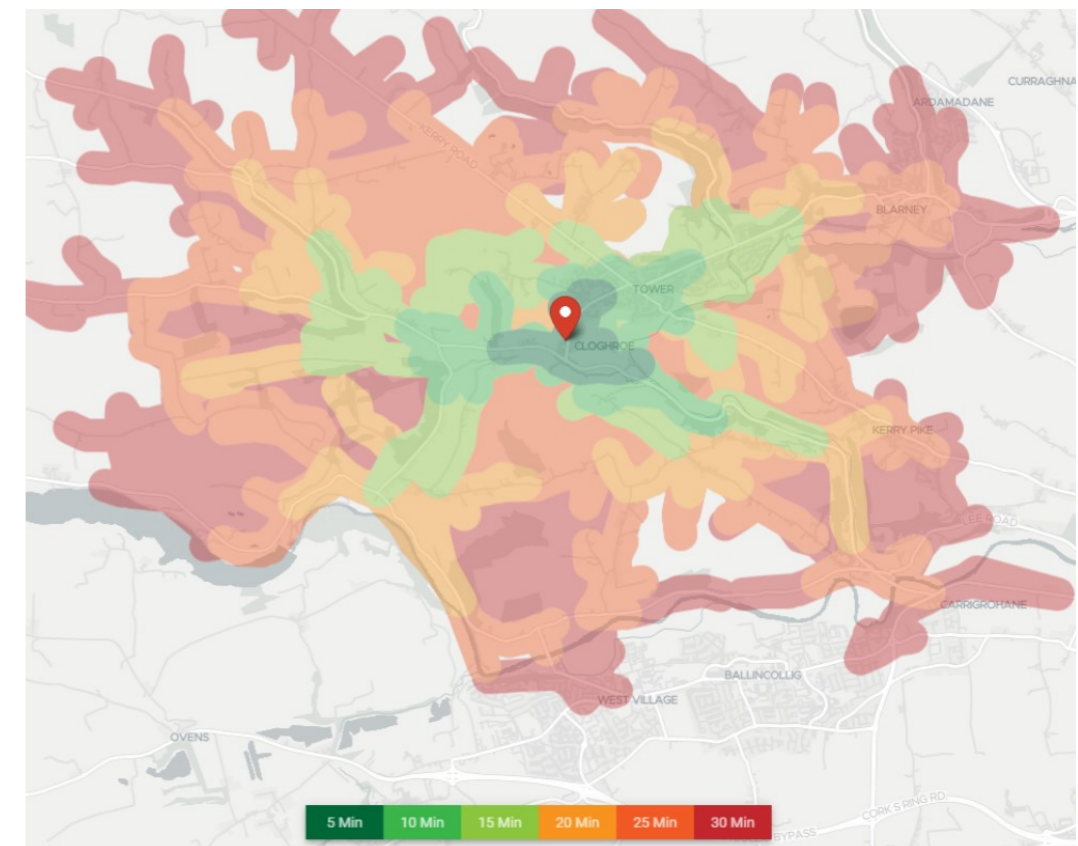 CURRAGHNA
ARDAMADANE
KERRY ROAD
BLARNEY
TOWER
CLOGHROE
KERRY PIKE
LEE ROAD
CARRIGROHANE
BALLINCOLLIG
WEST VILLAGE
OVENS
CORK S RING RD.
BYPASS
5 Min 10 Min 15 Min 20 Min 25 Min 30 Min